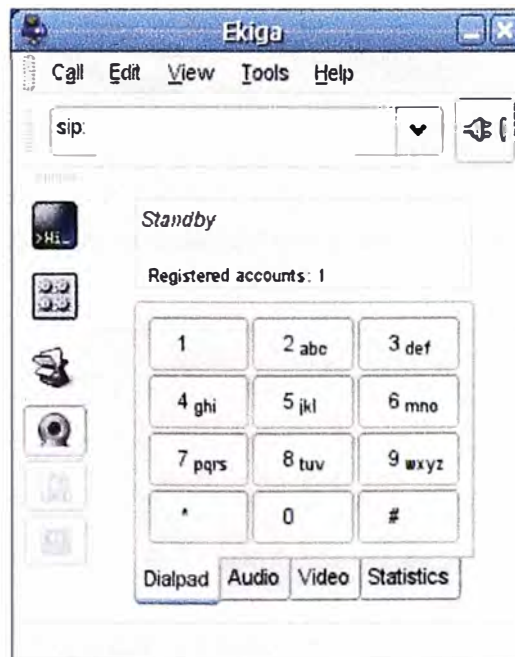 Ekiga
Call Edit View Tools Help
sip:
>Hi_
Standby
Registered accounts: 1
1 2 abc 3 def
4 ghi 5 jkl 6 mno
7 pqrs 8 tuv 9 wxyz
* 0 #
Dialpad Audio Video Statistics